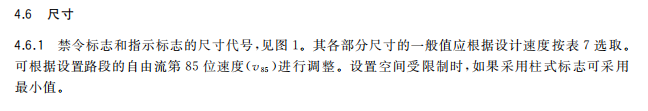 4.6 尺寸
4.6.1 禁令标志和指示标志的尺寸代号,见图1。其各部分尺寸的一般值应根据设计速度按表7选取。
可根据设置路段的自由流第85位速度(v85)进行调整。设置空间受限制时,如果采用柱式标志可采用
最小值。